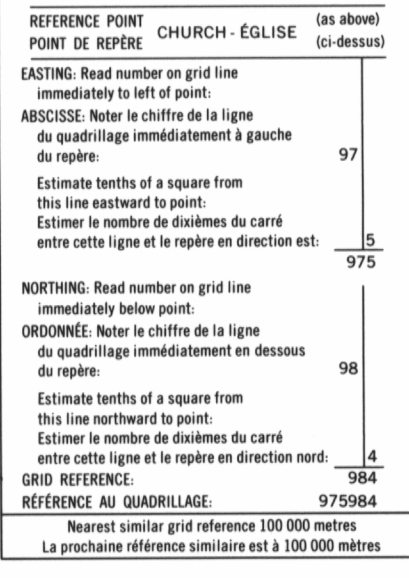 REFERENCE POINT CHURCH - ÉGLISE (as above)
POINT DE REPÈRE (ci-dessus)
EASTING: Read number on grid line
immediately to left of point:
ABSCISSE: Noter le chiffre de la ligne
du quadrillage immédiatement à gauche
du repère: 97
Estimate tenths of a square from
this line eastward to point:
Estimer le nombre de dixièmes du carré
entre cette ligne et le repère en direction est: 5
975
NORTHING: Read number on grid line
immediately below point:
ORDONNÉE: Noter le chiffre de la ligne
du quadrillage immédiatement en dessous
du repère: 98
Estimate tenths of a square from
this line northward to point:
Estimer le nombre de dixièmes du carré
entre cette ligne et le repère en direction nord: 4
GRID REFERENCE: 984
RÉFÉRENCE AU QUADRILLAGE: 975984
Nearest similar grid reference 100 000 metres
La prochaine référence similaire est à 100 000 mètres